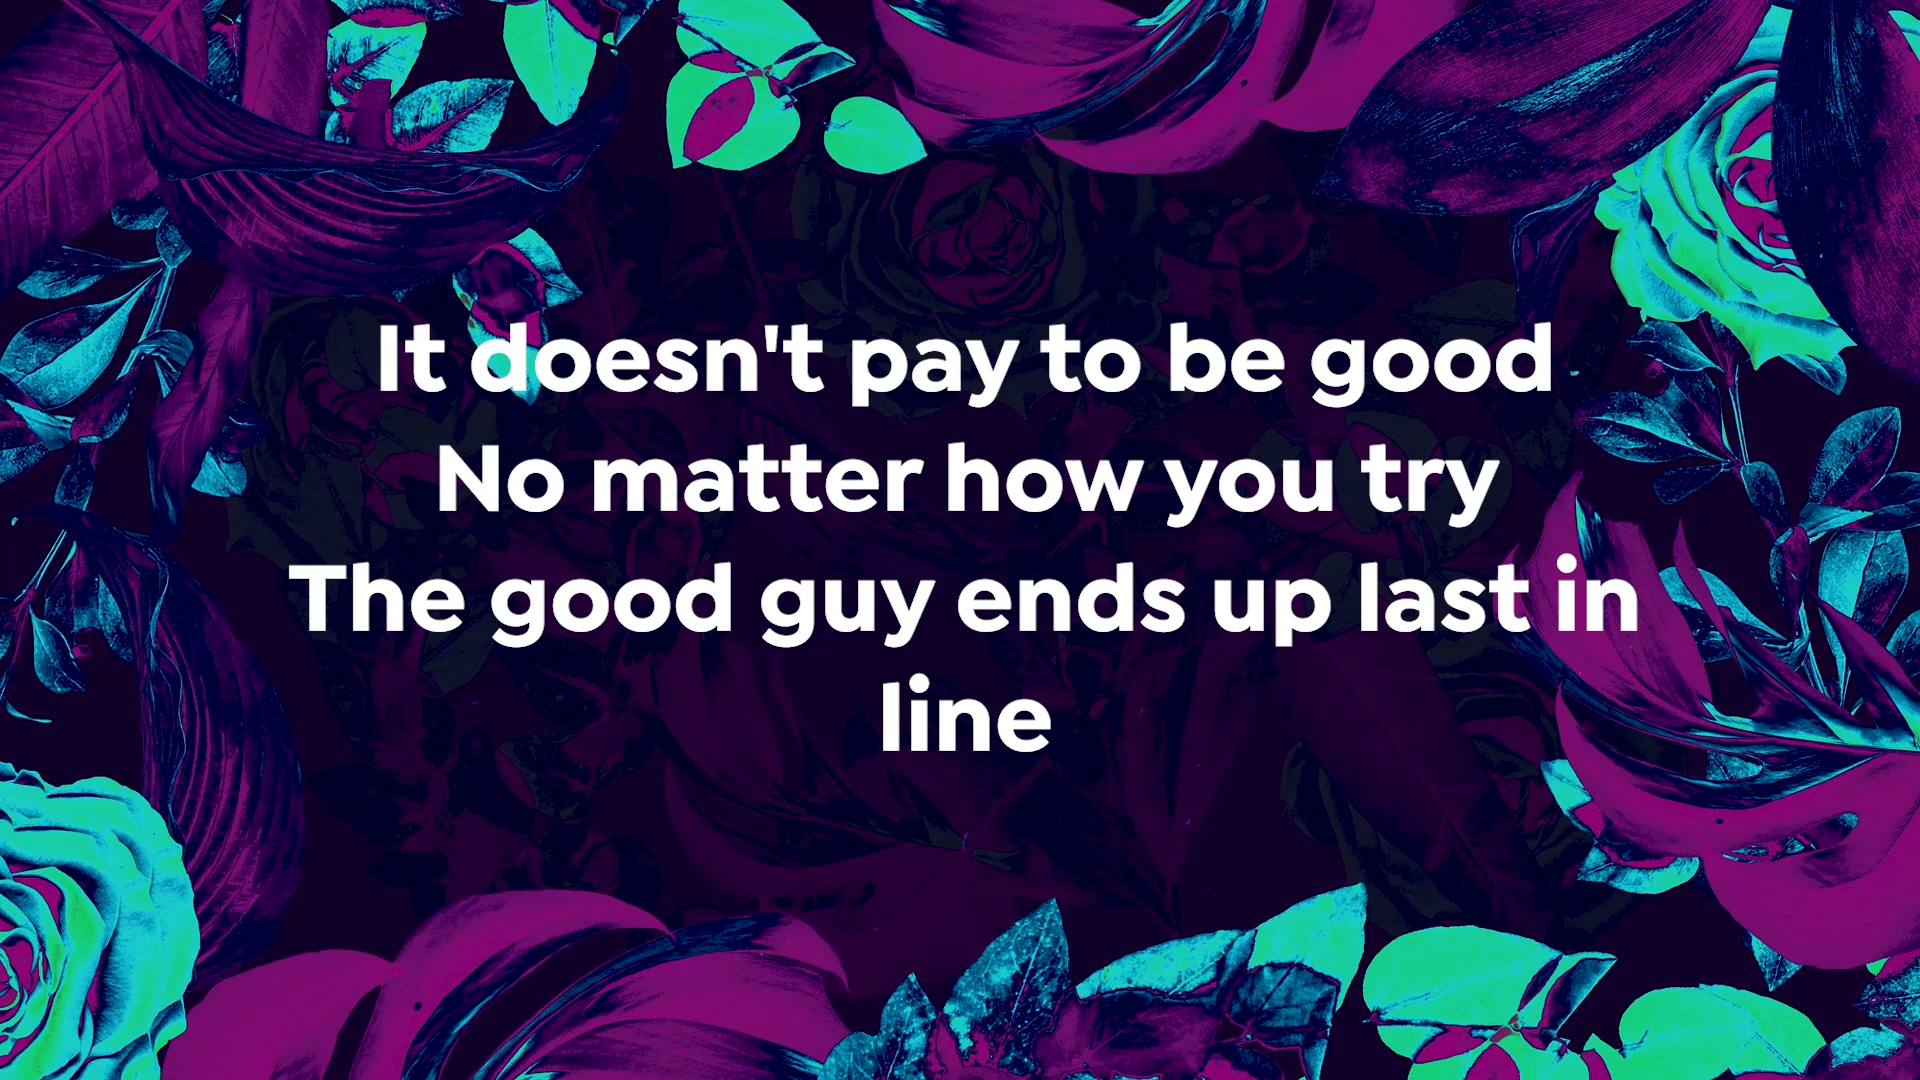 It doesn't pay to be good
No matter how you try
The good guy ends up last in
line